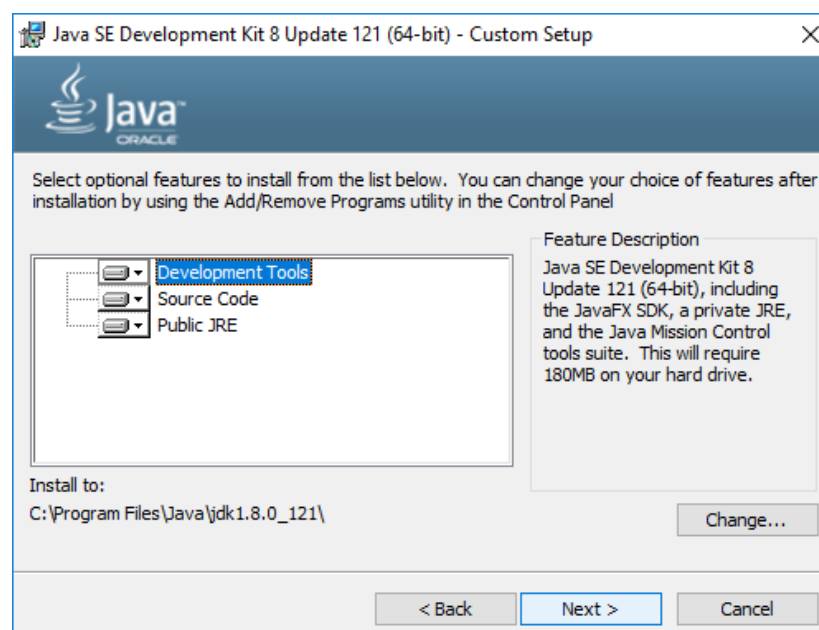 Java SE Development Kit 8 Update 121 (64-bit) - Custom Setup
Java™
ORACLE
Select optional features to install from the list below. You can change your choice of features after
installation by using the Add/Remove Programs utility in the Control Panel
Development Tools
Source Code
Public JRE
Feature Description
Java SE Development Kit 8
Update 121 (64-bit), including
the JavaFX SDK, a private JRE,
and the Java Mission Control
tools suite. This will require
180MB on your hard drive.
Install to:
C:\Program Files\Java\jdk1.8.0_121\
Change...
< Back
Next >
Cancel